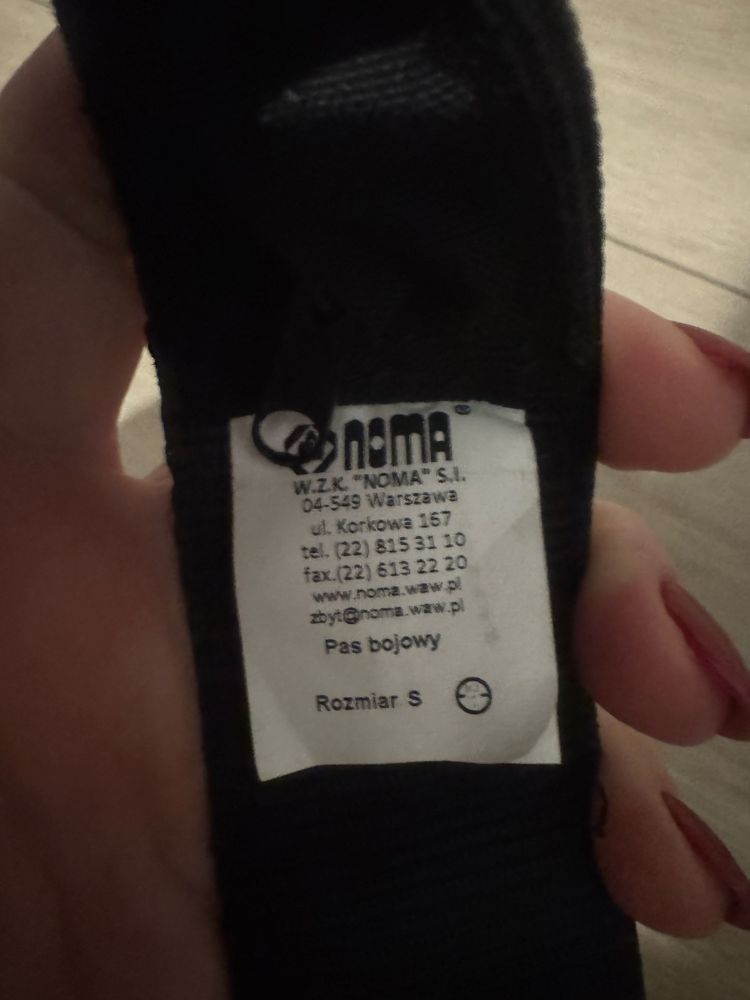 NOMA
W.Z.K. "NOMA" S.I.
04-549 Warszawa
ul. Korkowa 167
tel. (22) 815 31 10
fax.(22) 613 22 20
www.noma.waw.pl
zbyt@noma.waw.pl
Pas bojowy
Rozmiar S